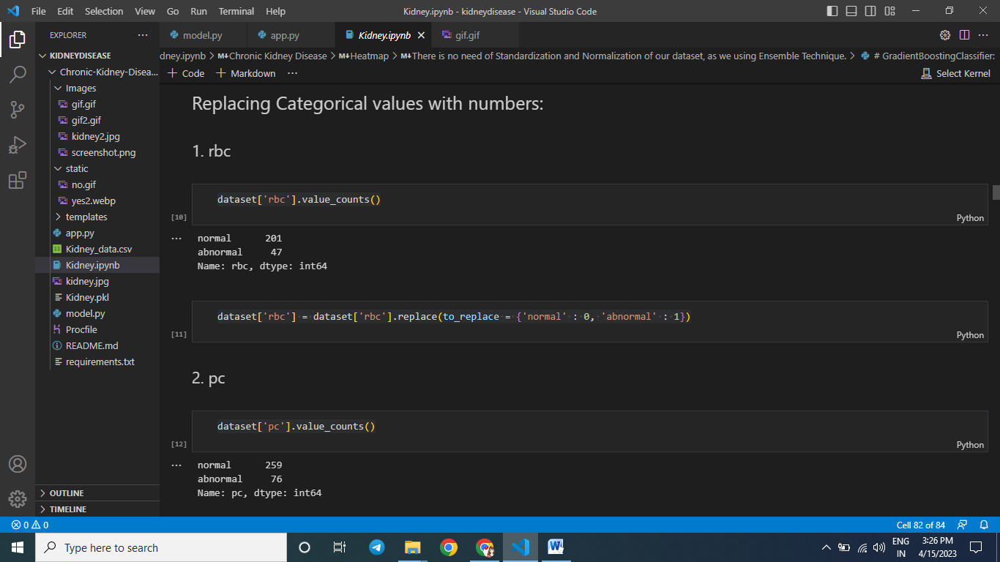 File Edit Selection View Go Run Terminal Help Kidney.ipynb - kidneydisease - Visual Studio Code
EXPLORER
KIDNEYDISEASE
Chronic-Kidney-Disea...
Images
gif.gif
gif2.gif
kidney2.jpg
screenshot.png
static
no.gif
yes2.webp
templates
app.py
Kidney_data.csv
Kidney.ipynb
kidney.jpg
Kidney.pkl
model.py
Procfile
README.md
requirements.txt
OUTLINE
TIMELINE
model.py app.py Kidney.ipynb gif.gif
dney.ipynb > M↓Chronic Kidney Disease > M↓Heatmap > M↓There is no need of Standardization and Normalization of our dataset, as we using Ensemble Technique. > # GradientBoostingClassifier:
+ Code + Markdown ··· Select Kernel
Replacing Categorical values with numbers:
1. rbc
dataset['rbc'].value_counts()
[10] Python
··· normal 201
abnormal 47
Name: rbc, dtype: int64
dataset['rbc'] = dataset['rbc'].replace(to_replace = {'normal' : 0, 'abnormal' : 1})
[11] Python
2. pc
dataset['pc'].value_counts()
[12] Python
··· normal 259
abnormal 76
Name: pc, dtype: int64
0 0 Cell 82 of 84
Type here to search W ENG
IN 3:26 PM
4/15/2023